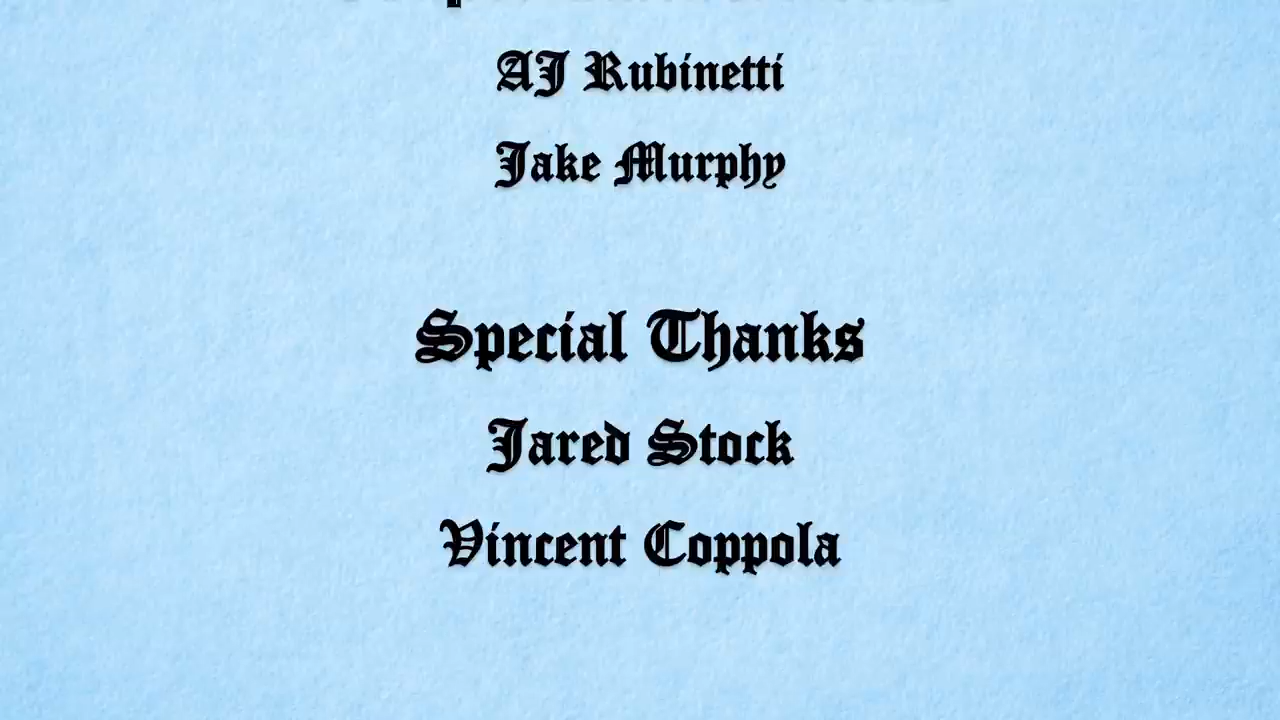 AJ Rubinetti
Jake Murphy
Special Thanks
Jared Stock
Vincent Coppola